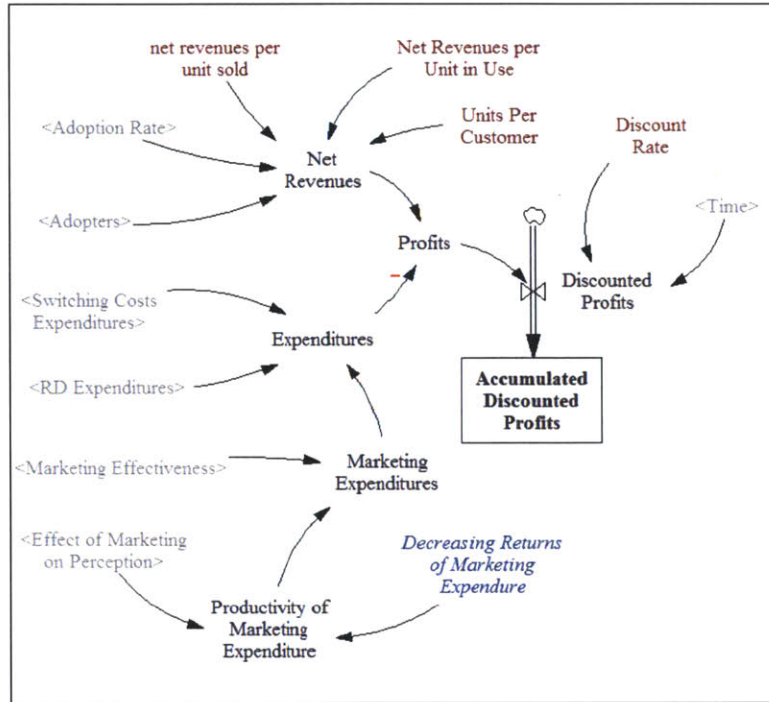 net revenues per
unit sold
Net Revenues per
Unit in Use
<Adoption Rate>
Units Per
Customer
Discount
Rate
Net
Revenues
<Adopters>
<Time>
Profits
-
Discounted
Profits
<Switching Costs
Expenditures>
Expenditures
<RD Expenditures>
Accumulated
Discounted
Profits
<Marketing Effectiveness>
Marketing
Expenditures
<Effect of Marketing
on Perception>
Decreasing Returns
of Marketing
Expendure
Productivity of
Marketing
Expenditure